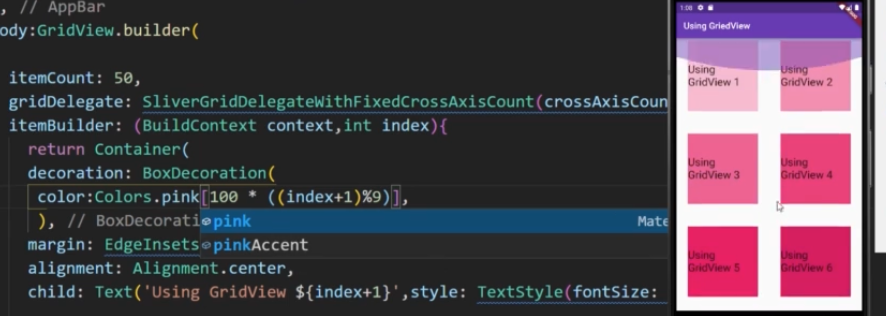 , // AppBar
ody:GridView.builder(
itemCount: 50,
gridDelegate: SliverGridDelegateWithFixedCrossAxisCount(crossAxisCoun
itemBuilder: (BuildContext context,int index){
return Container(
decoration: BoxDecoration(
color:Colors.pink[100 * ((index+1)%9)],
), // BoxDecorati
pink
Mate
margin: EdgeInsets
pinkAccent
alignment: Alignment.center,
child: Text('Using GridView ${index+1}',style: TextStyle(fontSize:
1:08
Using GriedView
Using
GridView 1
Using
GridView 2
Using
GridView 3
Using
GridView 4
Using
GridView 5
Using
GridView 6